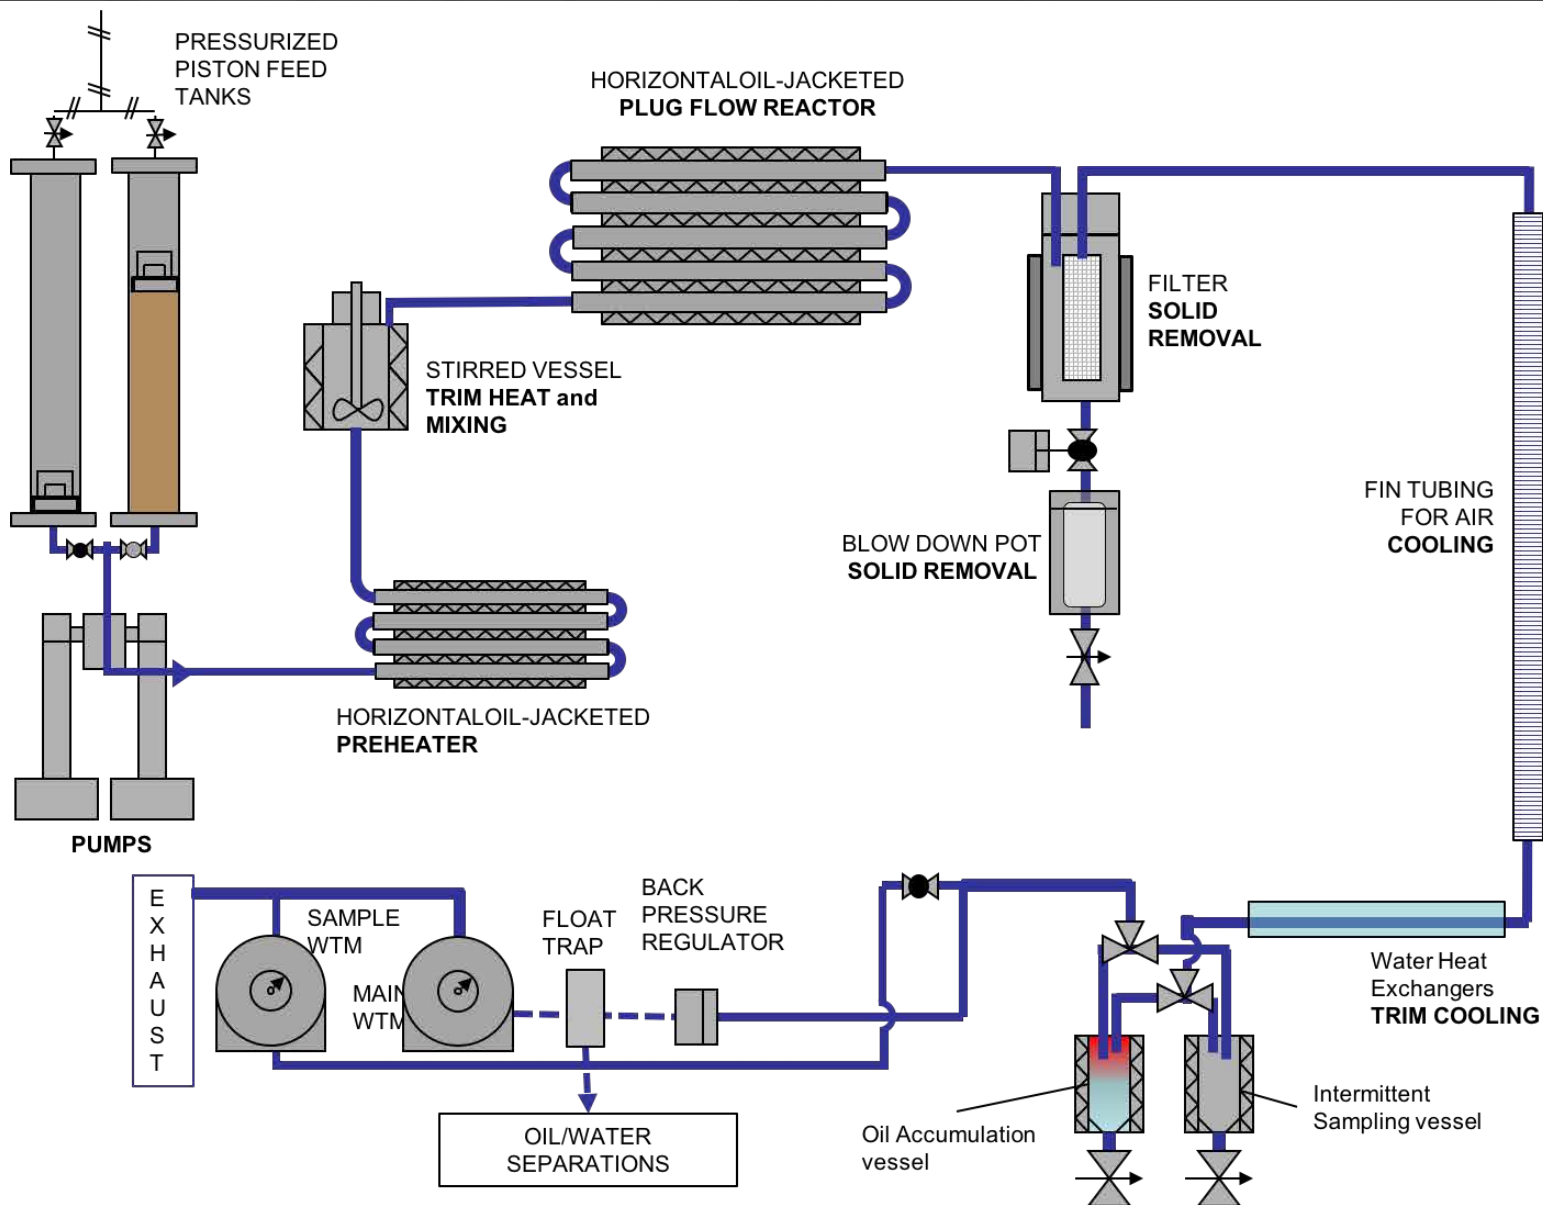 PRESSURIZED
PISTON FEED
TANKS
HORIZONTALOIL-JACKETED
PLUG FLOW REACTOR
FILTER
SOLID
REMOVAL
STIRRED VESSEL
TRIM HEAT and
MIXING
FIN TUBING
FOR AIR
COOLING
BLOW DOWN POT
SOLID REMOVAL
HORIZONTALOIL-JACKETED
PREHEATER
PUMPS
EXHAUST
SAMPLE
WTM
MAIN
WTM
FLOAT
TRAP
BACK
PRESSURE
REGULATOR
Water Heat
Exchangers
TRIM COOLING
Oil Accumulation
vessel
Intermittent
Sampling vessel
OIL/WATER
SEPARATIONS